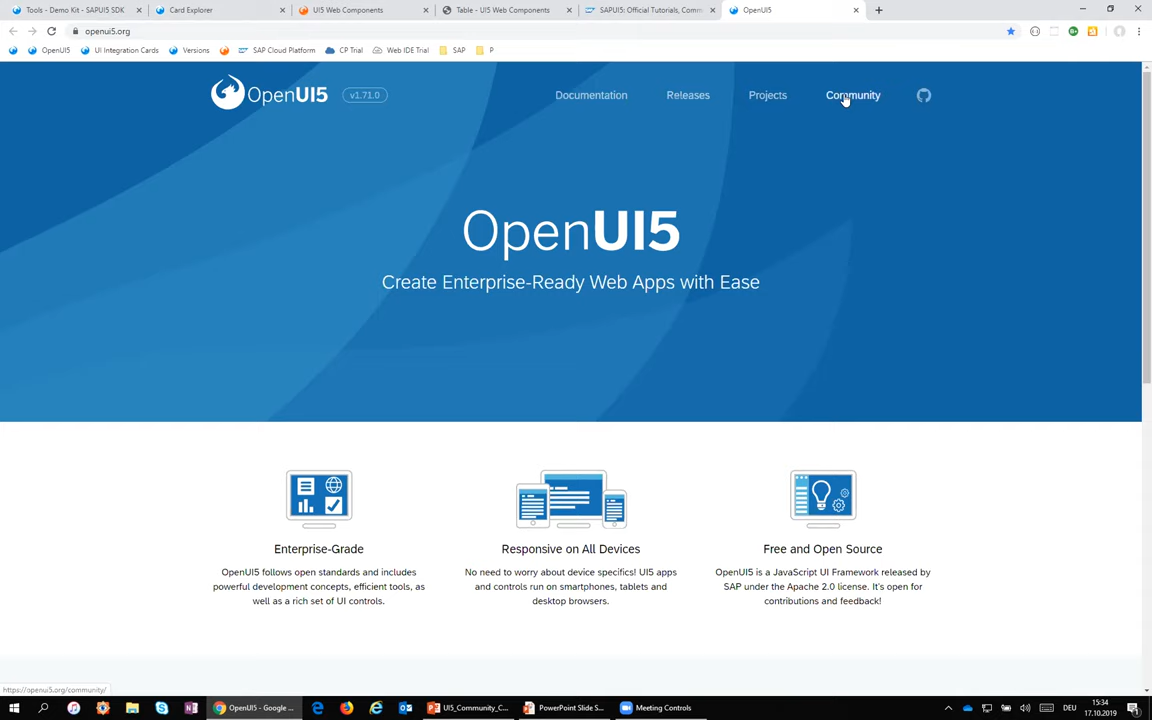 Tools - Demo Kit - SAPUI5 SDK
Card Explorer
UI5 Web Components
Table - UI5 Web Components
SAPUI5: Official Tutorials, Comm
OpenUI5
openui5.org
OpenUI5
UI Integration Cards
Versions
SAP Cloud Platform
CP Trial
Web IDE Trial
SAP
P
OpenUI5
v1.71.0
Documentation
Releases
Projects
Community
OpenUI5
Create Enterprise-Ready Web Apps with Ease
Enterprise-Grade
OpenUI5 follows open standards and includes
powerful development concepts, efficient tools, as
well as a rich set of UI controls.
Responsive on All Devices
No need to worry about device specifics! UI5 apps
and controls run on smartphones, tablets and
desktop browsers.
Free and Open Source
OpenUI5 is a JavaScript UI Framework released by
SAP under the Apache 2.0 license. It's open for
contributions and feedback!
https://openui5.org/community/
OpenUI5 - Google ...
UI5_Community_C...
PowerPoint Slide S...
Meeting Controls
DEU
15:34
17.10.2019